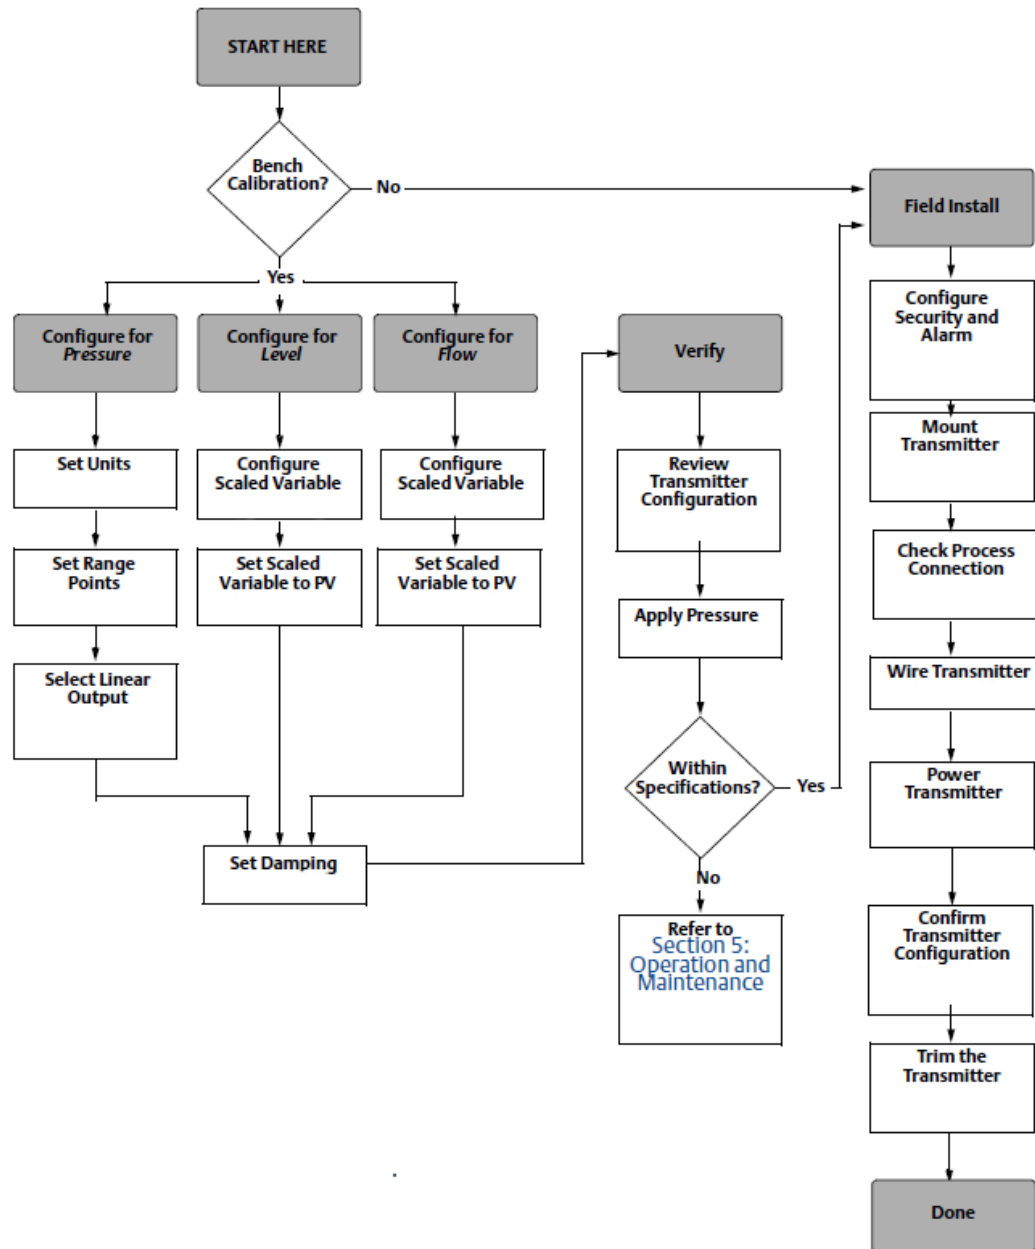 START HERE
Bench
Calibration?
No
Yes
Configure for
Pressure
Configure for
Level
Configure for
Flow
Set Units
Configure
Scaled Variable
Configure
Scaled Variable
Set Range
Points
Set Scaled
Variable to PV
Set Scaled
Variable to PV
Select Linear
Output
Set Damping
Verify
Review
Transmitter
Configuration
Apply Pressure
Within
Specifications?
Yes
No
Refer to
Section 5:
Operation and
Maintenance
Field Install
Configure
Security and
Alarm
Mount
Transmitter
Check Process
Connection
Wire Transmitter
Power
Transmitter
Confirm
Transmitter
Configuration
Trim the
Transmitter
Done